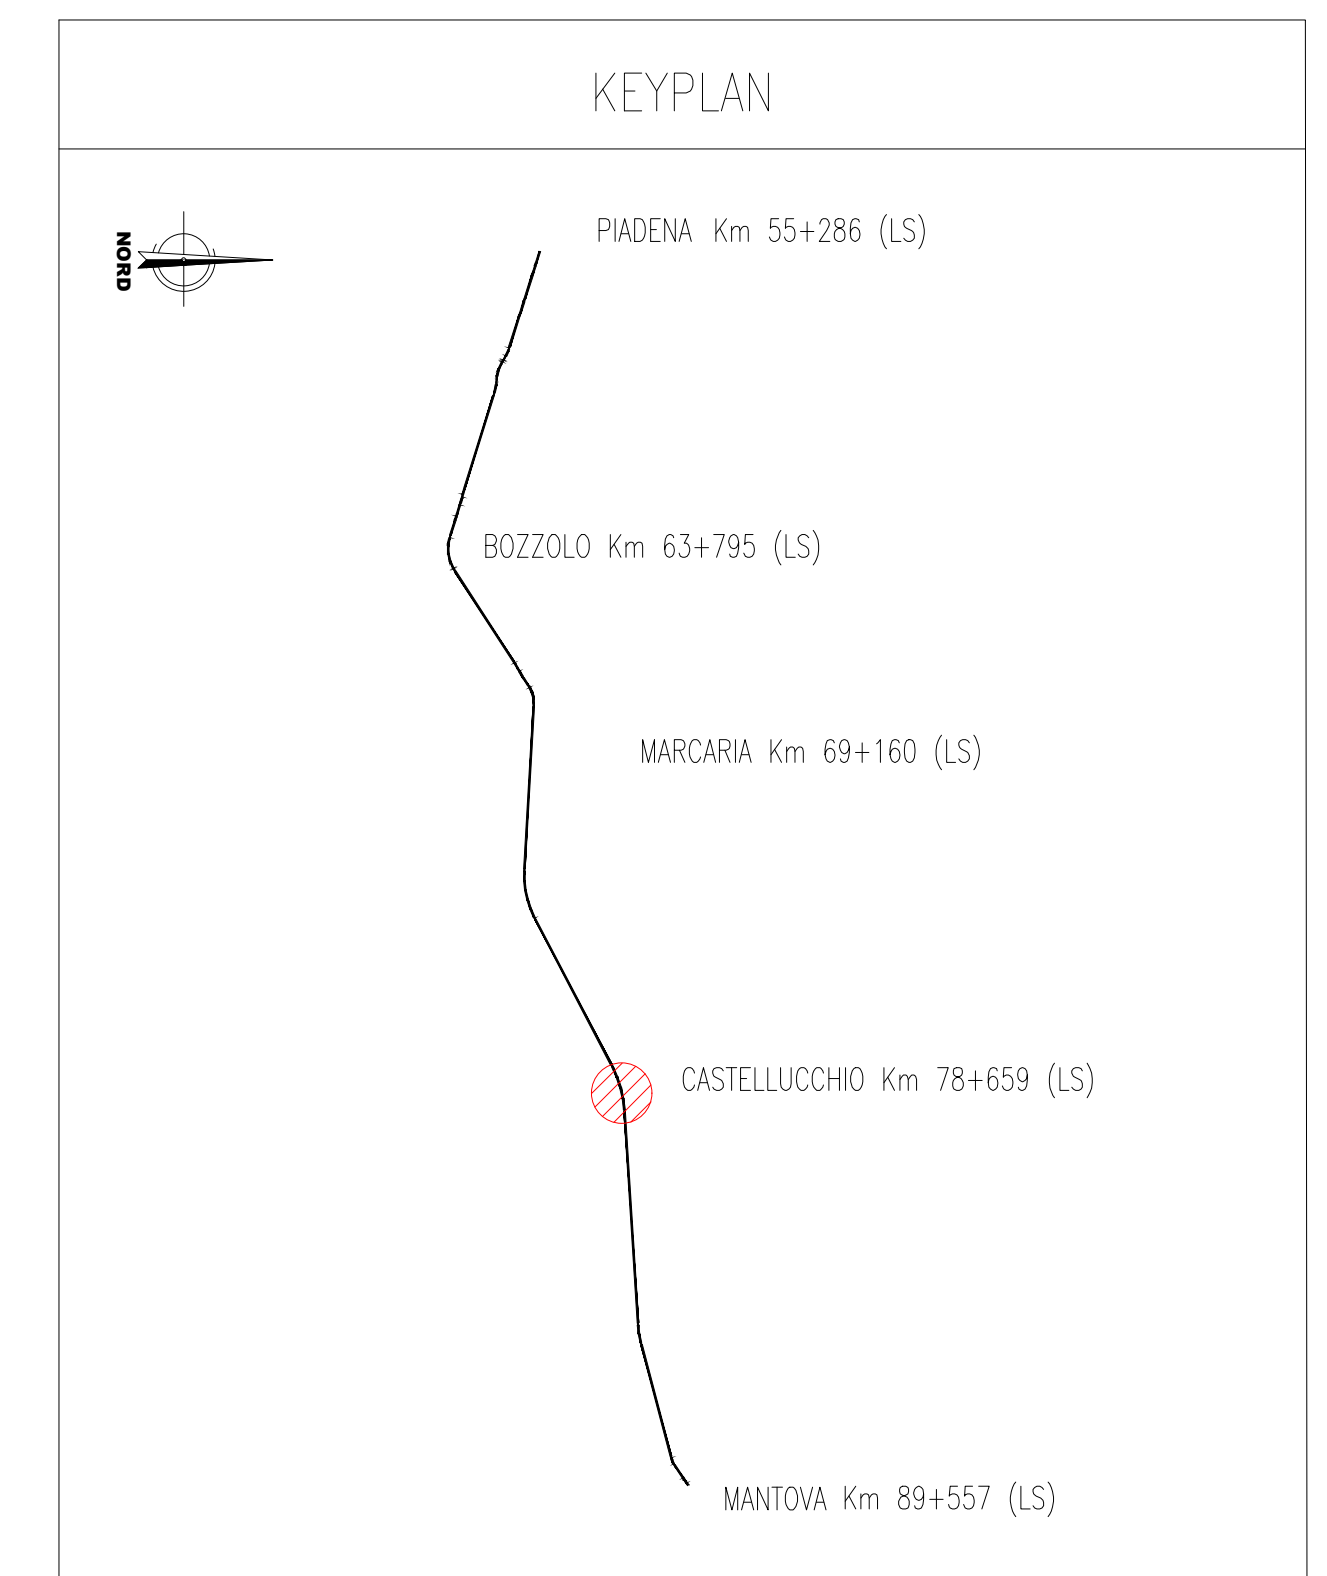 KEYPLAN
NORD
PIADENA Km 55+286 (LS)
BOZZOLO Km 63+795 (LS)
MARCARIA Km 69+160 (LS)
CASTELLUCCHIO Km 78+659 (LS)
MANTOVA Km 89+557 (LS)